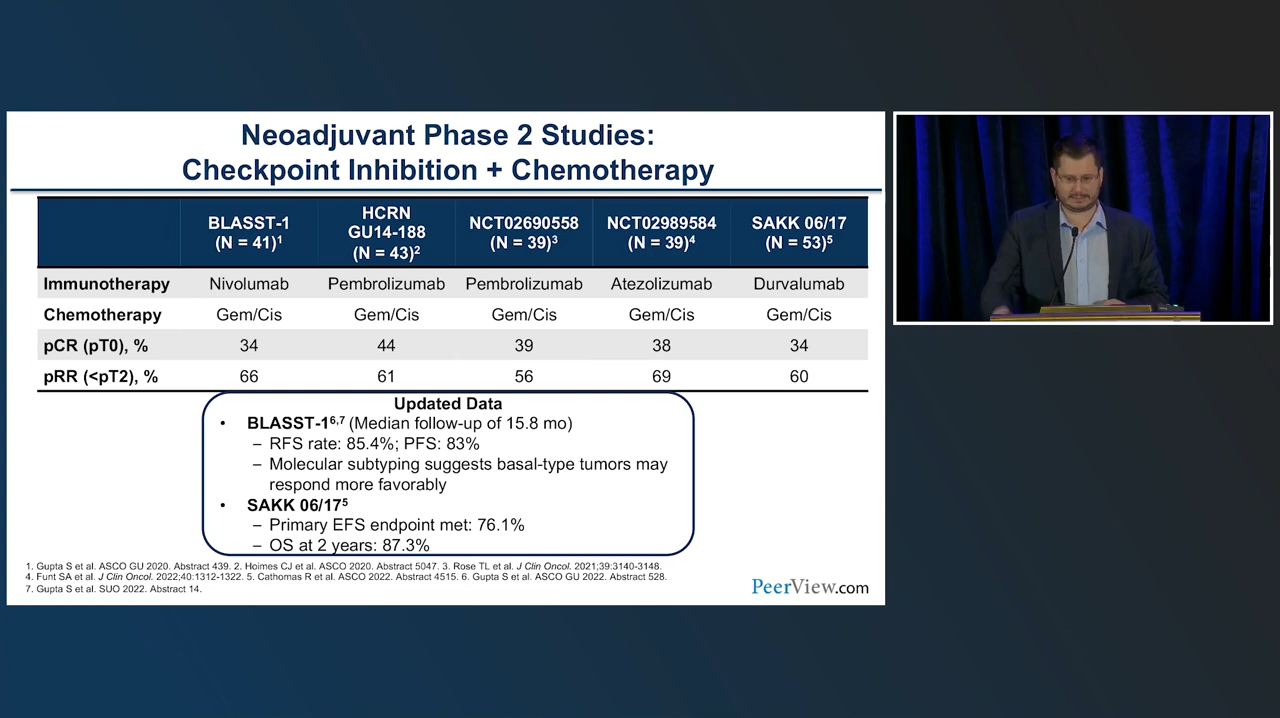 Neoadjuvant Phase 2 Studies:
Checkpoint Inhibition + Chemotherapy
BLASST-1 (N = 41)1 HCRN GU14-188 (N = 43)2 NCT02690558 (N = 39)3 NCT02989584 (N = 39)4 SAKK 06/17 (N = 53)5
Immunotherapy Nivolumab Pembrolizumab Pembrolizumab Atezolizumab Durvalumab
Chemotherapy Gem/Cis Gem/Cis Gem/Cis Gem/Cis Gem/Cis
pCR (pT0), % 34 44 39 38 34
pRR (<pT2), % 66 61 56 69 60
Updated Data
• BLASST-16,7 (Median follow-up of 15.8 mo)
– RFS rate: 85.4%; PFS: 83%
– Molecular subtyping suggests basal-type tumors may
respond more favorably
• SAKK 06/175
– Primary EFS endpoint met: 76.1%
– OS at 2 years: 87.3%
1. Gupta S et al. ASCO GU 2020. Abstract 439. 2. Hoimes CJ et al. ASCO 2020. Abstract 5047. 3. Rose TL et al. J Clin Oncol. 2021;39:3140-3148.
4. Funt SA et al. J Clin Oncol. 2022;40:1312-1322. 5. Cathomas R et al. ASCO 2022. Abstract 4515. 6. Gupta S et al. ASCO GU 2022. Abstract 528.
7. Gupta S et al. SUO 2022. Abstract 14.
PeerView.com